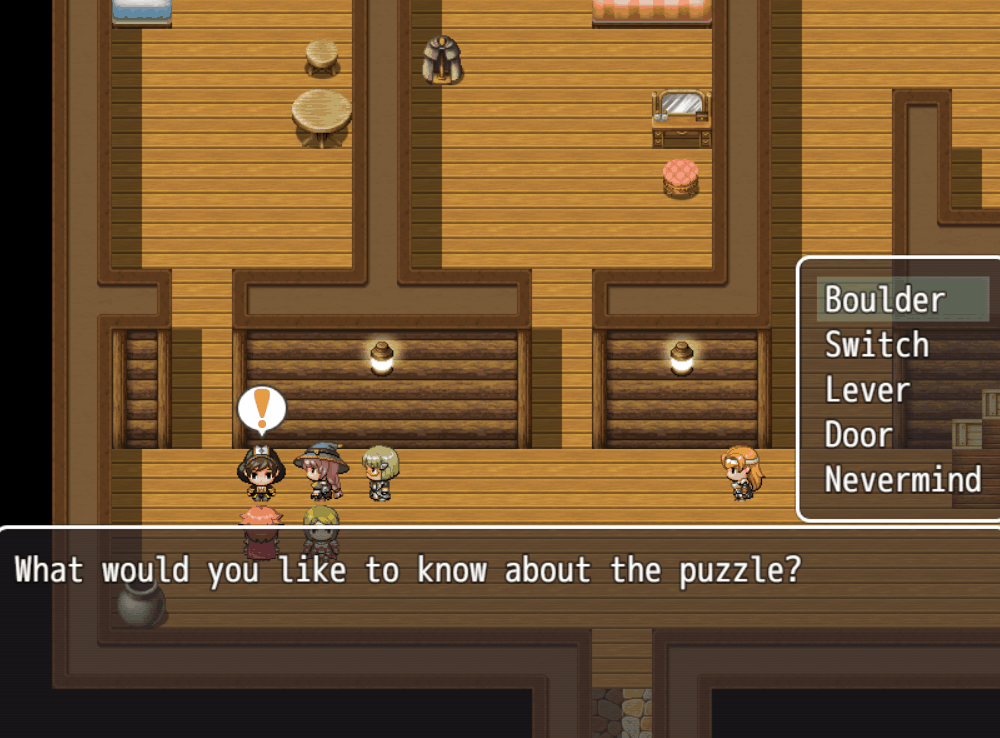 Boulder
Switch
Lever
Door
Nevermind
What would you like to know about the puzzle?